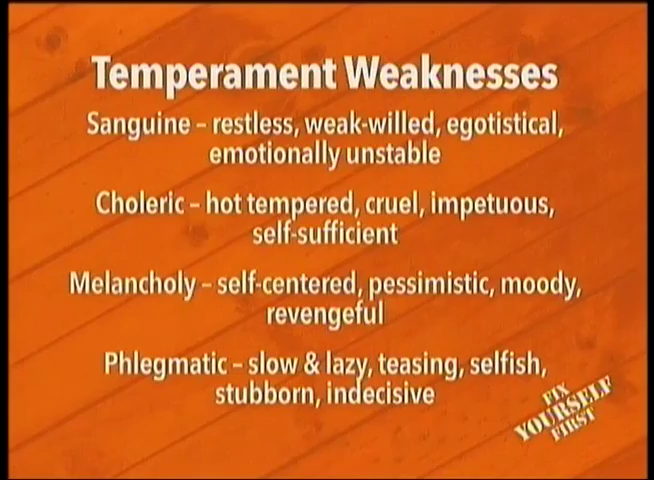 Temperament Weaknesses
Sanguine – restless, weak-willed, egotistical,
emotionally unstable
Choleric – hot tempered, cruel, impetuous,
self-sufficient
Melancholy – self-centered, pessimistic, moody,
revengeful
Phlegmatic – slow & lazy, teasing, selfish,
stubborn, indecisive
FIX
YOURSELF
FIRST